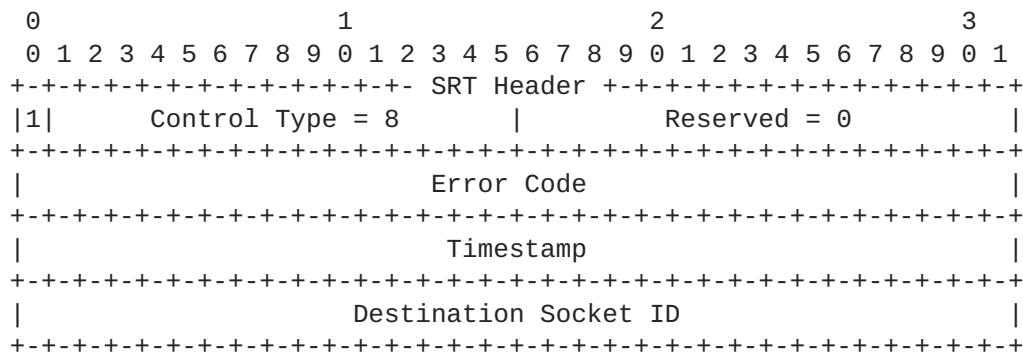 0                   1                   2                   3
 0 1 2 3 4 5 6 7 8 9 0 1 2 3 4 5 6 7 8 9 0 1 2 3 4 5 6 7 8 9 0 1
+-+-+-+-+-+-+-+-+-+-+-+-+- SRT Header +-+-+-+-+-+-+-+-+-+-+-+-+-+
|1|        Control Type = 8       |         Reserved = 0          |
+-+-+-+-+-+-+-+-+-+-+-+-+-+-+-+-+-+-+-+-+-+-+-+-+-+-+-+-+-+-+-+-+
|                          Error Code                           |
+-+-+-+-+-+-+-+-+-+-+-+-+-+-+-+-+-+-+-+-+-+-+-+-+-+-+-+-+-+-+-+-+
|                           Timestamp                           |
+-+-+-+-+-+-+-+-+-+-+-+-+-+-+-+-+-+-+-+-+-+-+-+-+-+-+-+-+-+-+-+-+
|                     Destination Socket ID                     |
+-+-+-+-+-+-+-+-+-+-+-+-+-+-+-+-+-+-+-+-+-+-+-+-+-+-+-+-+-+-+-+-+